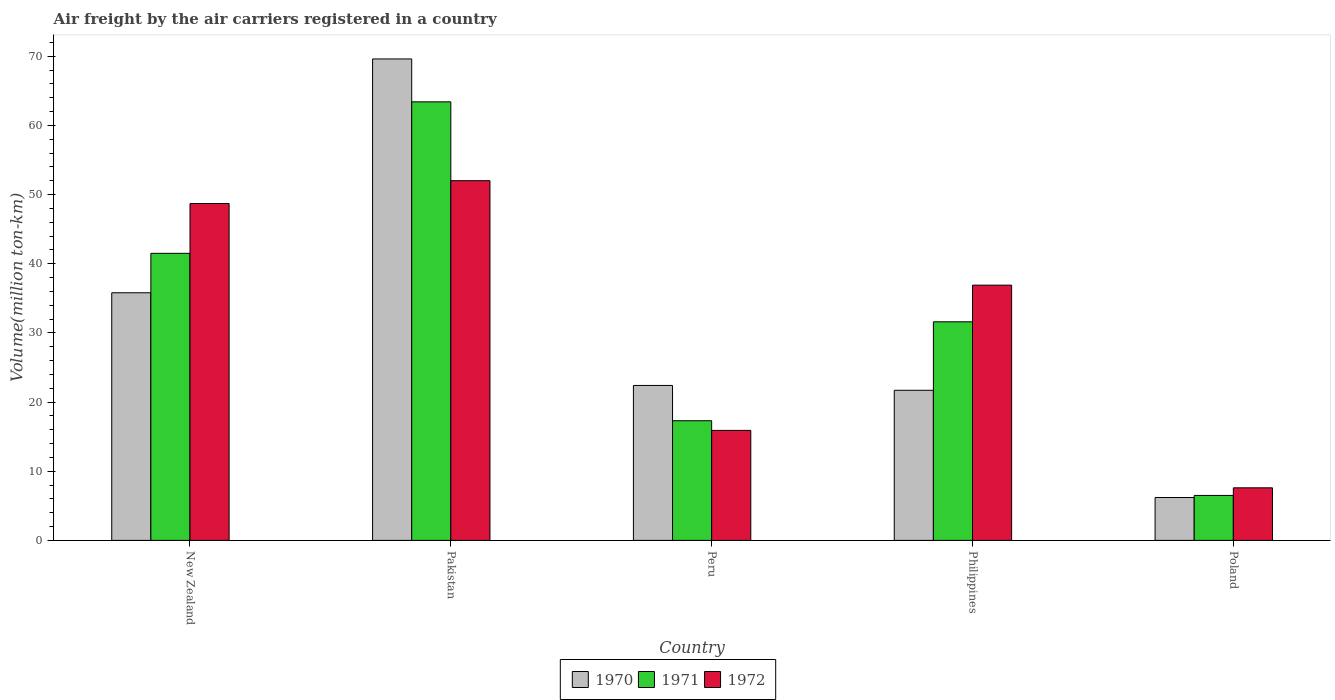 Air freight by the air carriers registered in a country
Volume(million ton-km)
70
60
50
40
30
20
10
0
New Zealand
Pakistan
Peru
Philippines
Poland
Country
1970
1971
1972